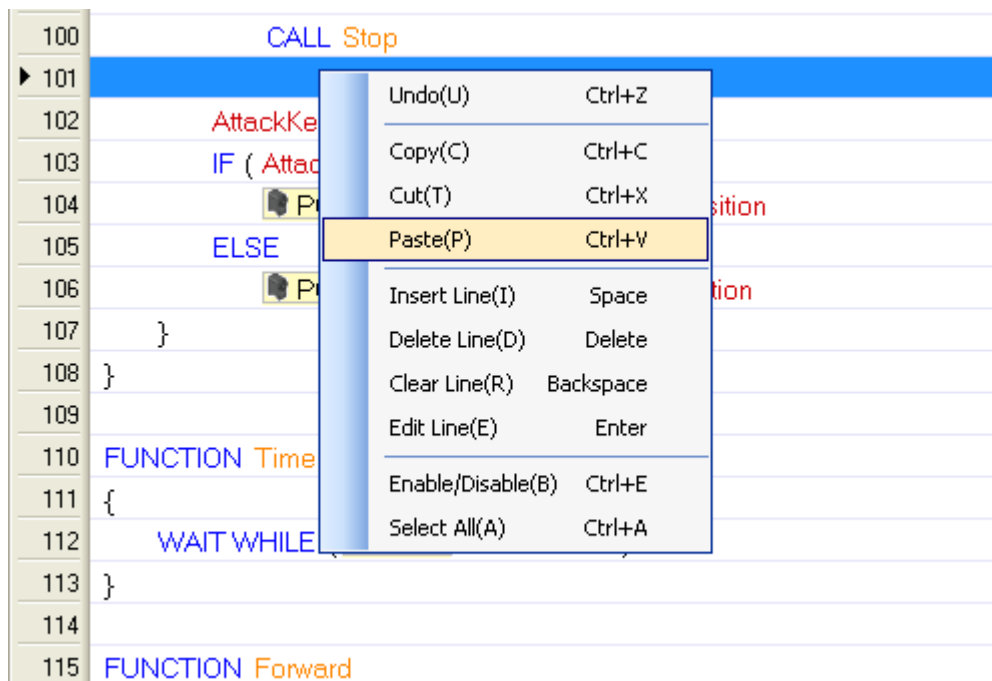 100 CALL Stop
101
Undo(U) Ctrl+Z
102 AttackKe
Copy(C) Ctrl+C
103 IF ( Attac
Cut(T) Ctrl+X
104 sition
Paste(P) Ctrl+V
105 ELSE
106 tion
Insert Line(I) Space
107 }
Delete Line(D) Delete
108 }
Clear Line(R) Backspace
109
Edit Line(E) Enter
110 FUNCTION Time
111 {
Enable/Disable(B) Ctrl+E
112 WAIT WHILE (
Select All(A) Ctrl+A
113 }
114
115 FUNCTION Forward